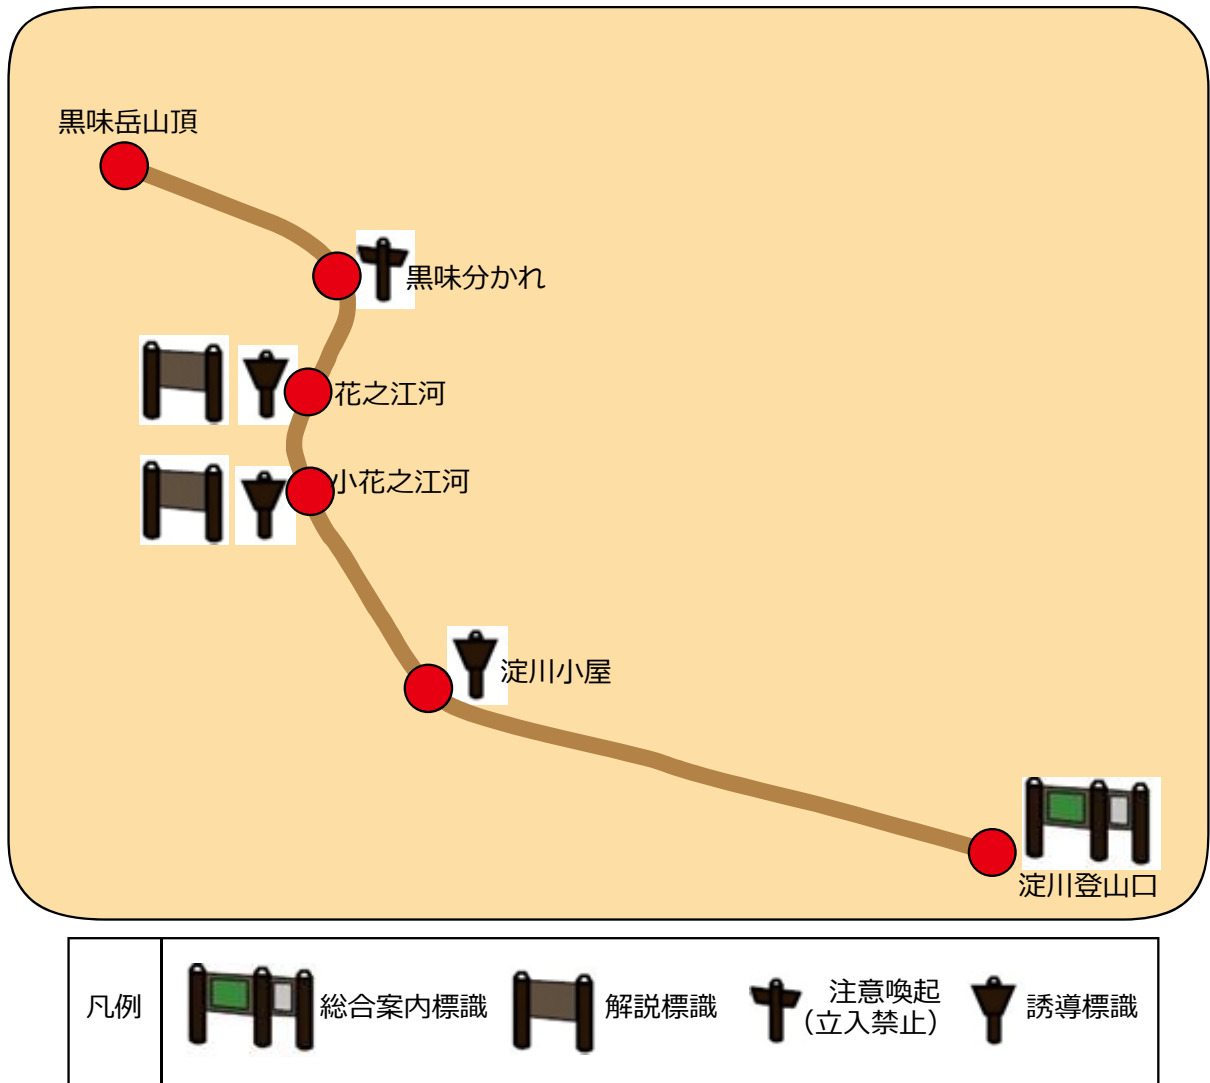 黒味岳山頂
黒味分かれ
花之江河
小花之江河
淀川小屋
淀川登山口
凡例
総合案内標識
解説標識
注意喚起
（立入禁止）
誘導標識